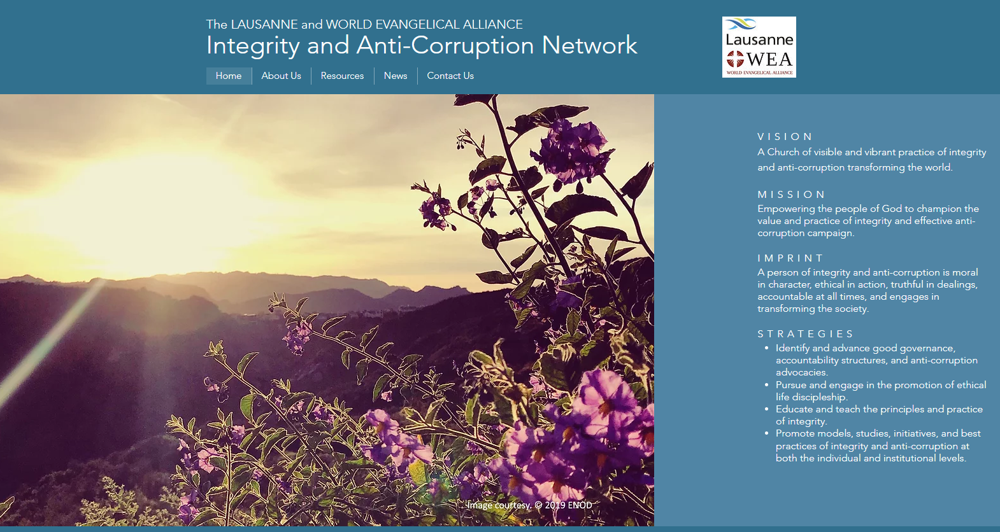 The LAUSANNE and WORLD EVANGELICAL ALLIANCE
Integrity and Anti-Corruption Network
Lausanne
WEA
WORLD EVANGELICAL ALLIANCE
Home
About Us
Resources
News
Contact Us
VISION
A Church of visible and vibrant practice of integrity
and anti-corruption transforming the world.
MISSION
Empowering the people of God to champion the
value and practice of integrity and effective anti-
corruption campaign.
IMPRINT
A person of integrity and anti-corruption is moral
in character, ethical in action, truthful in dealings,
accountable at all times, and engages in
transforming the society.
STRATEGIES
• Identify and advance good governance,
accountability structures, and anti-corruption
advocacies.
• Pursue and engage in the promotion of ethical
life discipleship.
• Educate and teach the principles and practice
of integrity.
• Promote models, studies, initiatives, and best
practices of integrity and anti-corruption at
both the individual and institutional levels.
Image courtesy. © 2019 ENOD